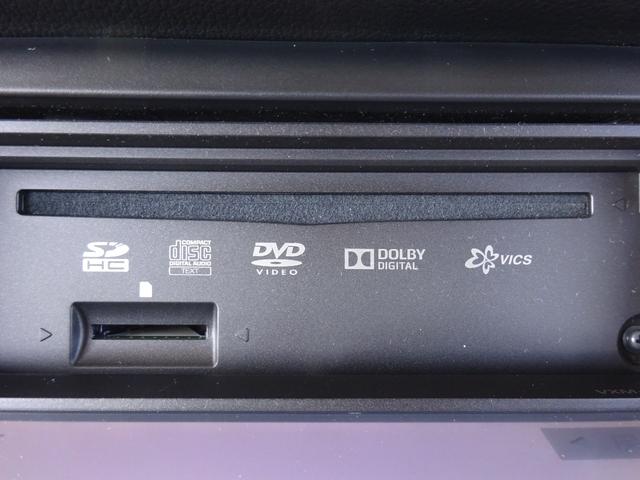 SD HC
COMPACT disc DIGITAL AUDIO TEXT
DVD VIDEO
DOLBY DIGITAL
VICS